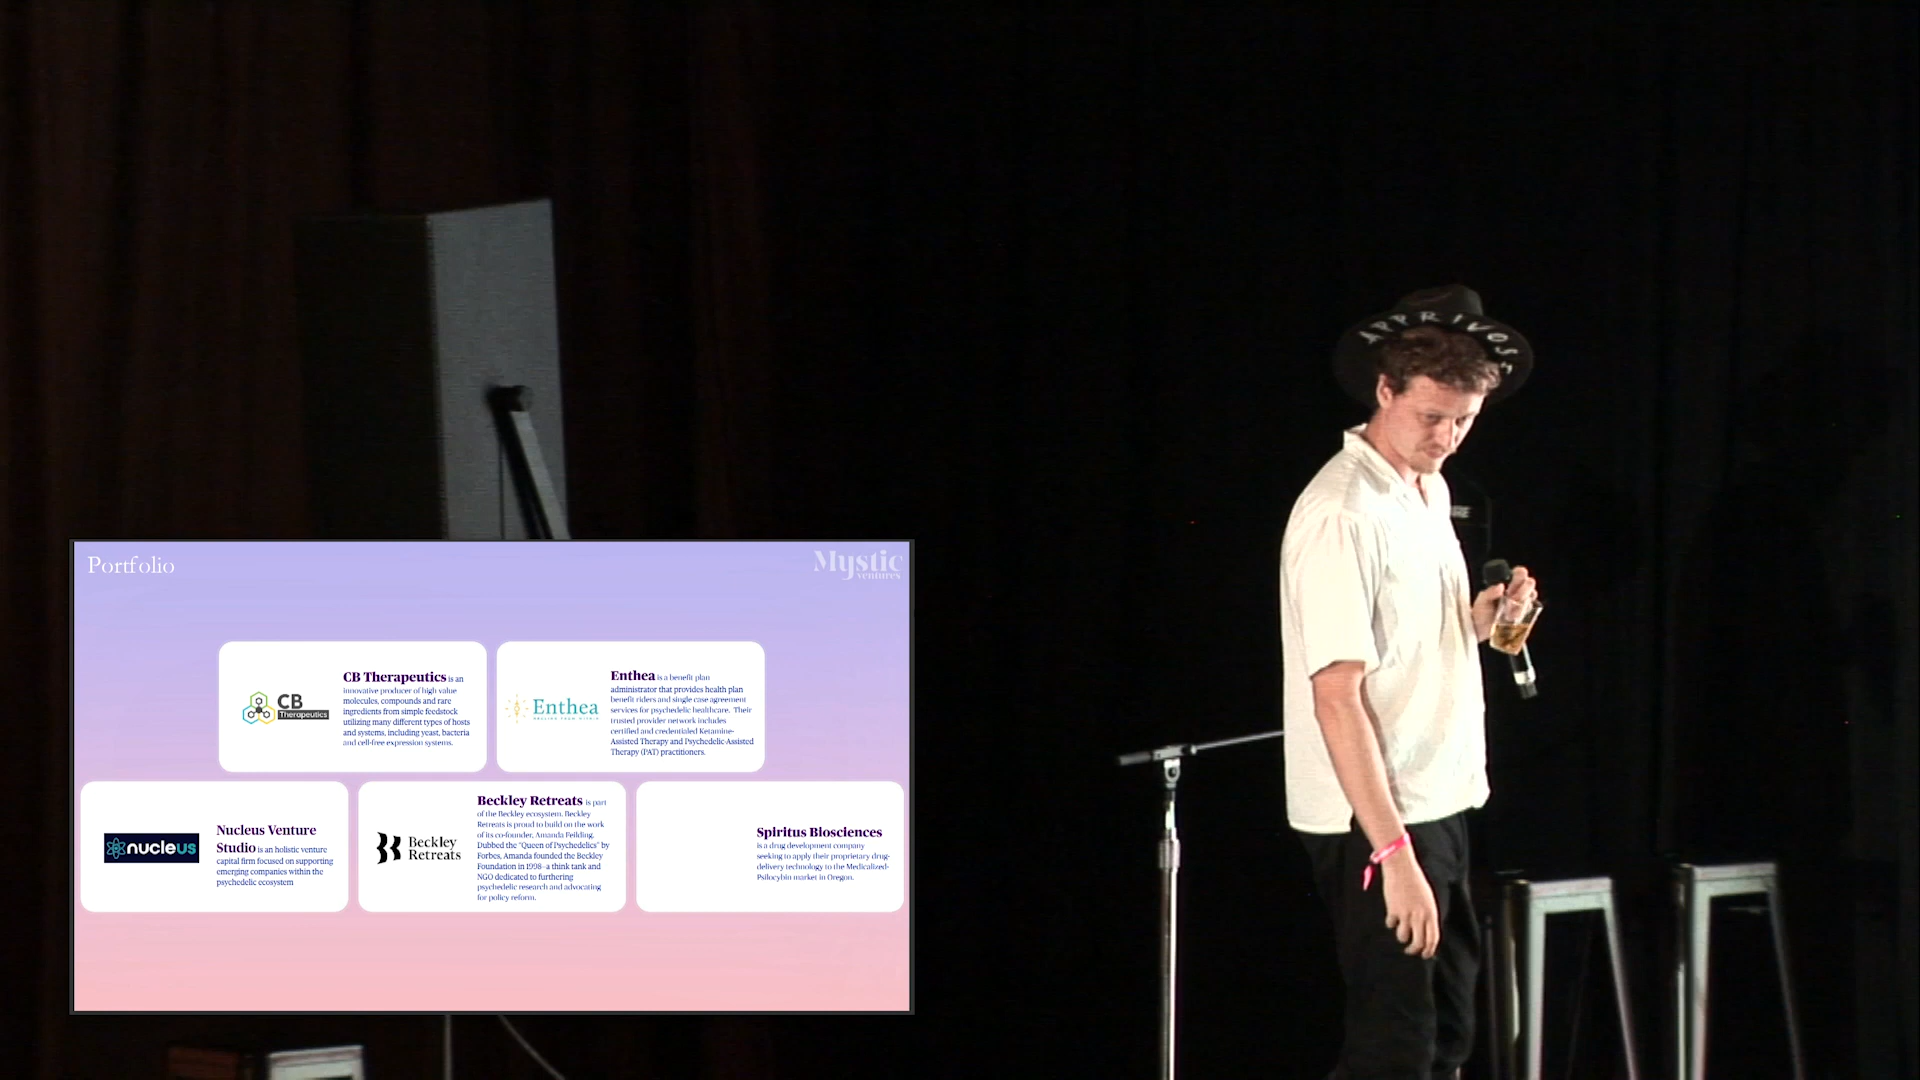 APPRIVOS
Portfolio
Mystic
ventures
CB
Therapeutics
CB Therapeutics is an
innovative producer of high value
molecules, compounds and rare
ingredients from simple feedstock
utilizing many different types of hosts
and systems, including yeast, bacteria
and cell-free expression systems.
Enthea
HEALING FROM WITHIN
Enthea is a benefit plan
administrator that provides health plan
benefit riders and single case agreement
services for psychedelic healthcare. Their
trusted provider network includes
certified and credentialed Ketamine-
Assisted Therapy and Psychedelic-Assisted
Therapy (PAT) practitioners.
nucleus
Nucleus Venture
Studio is an holistic venture
capital firm focused on supporting
emerging companies within the
psychedelic ecosystem
Beckley
Retreats
Beckley Retreats is part
of the Beckley ecosystem. Beckley
Retreats is proud to build on the work
of its co-founder, Amanda Feilding.
Dubbed the "Queen of Psychedelics" by
Forbes, Amanda founded the Beckley
Foundation in 1998–a think tank and
NGO dedicated to furthering
psychedelic research and advocating
for policy reform.
Spiritus Biosciences
is a drug development company
seeking to apply their proprietary drug-
delivery technology to the Medicalized-
Psilocybin market in Oregon.